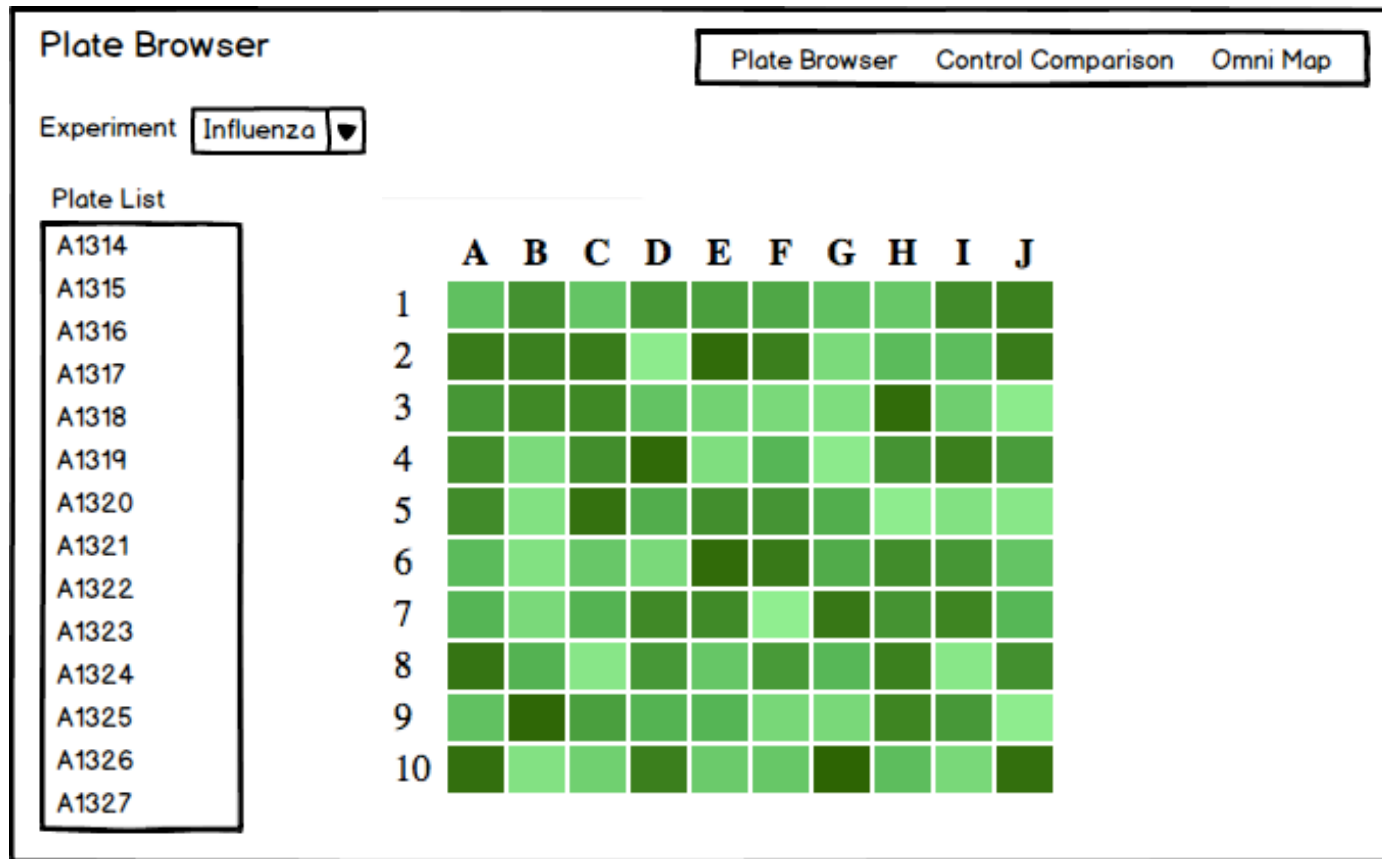 Plate Browser
Plate Browser Control Comparison Omni Map
Experiment Influenza
Plate List
A1314
A1315
A1316
A1317
A1318
A1319
A1320
A1321
A1322
A1323
A1324
A1325
A1326
A1327
A B C D E F G H I J
1
2
3
4
5
6
7
8
9
10